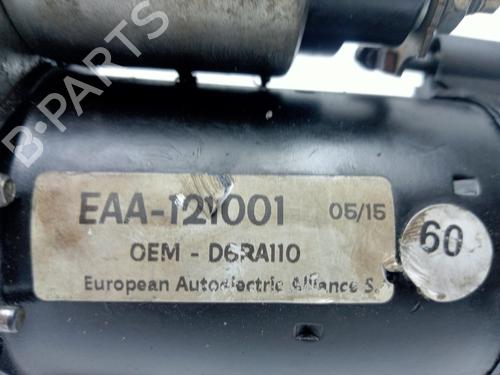 B-PARTS
EAA-121001 05/15
OEM - D6RA110
European Autoelectric Alliance S.
60